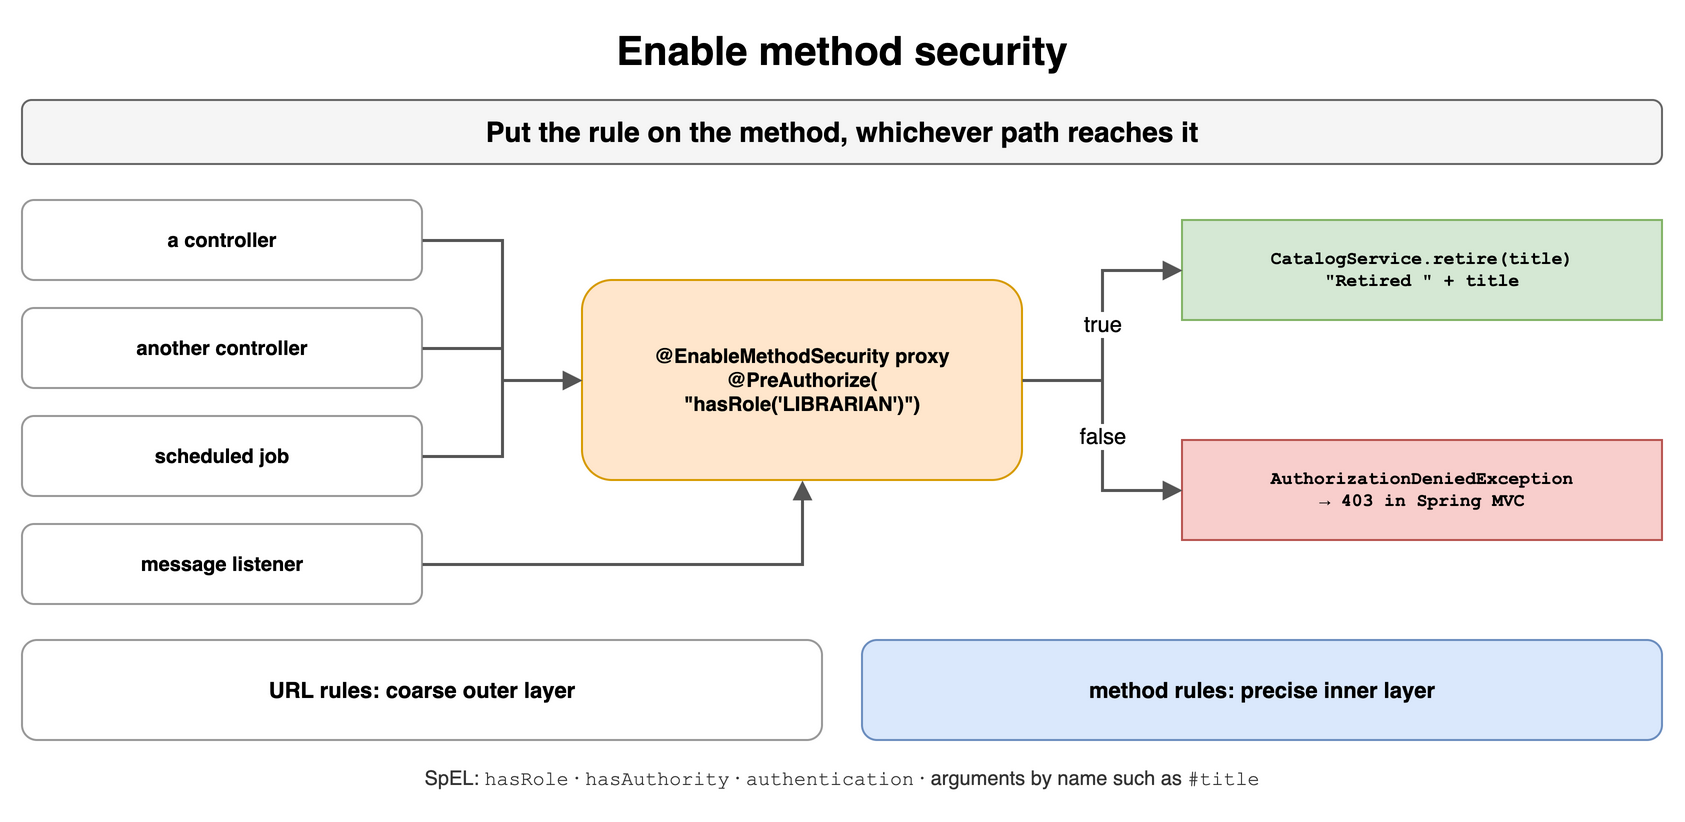 Enable method security
Put the rule on the method, whichever path reaches it
a controller
another controller
scheduled job
message listener
@EnableMethodSecurity proxy
@PreAuthorize(
"hasRole('LIBRARIAN')")
true
false
CatalogService.retire(title)
"Retired " + title
AuthorizationDeniedException
→ 403 in Spring MVC
URL rules: coarse outer layer
method rules: precise inner layer
SpEL: hasRole · hasAuthority · authentication · arguments by name such as #title